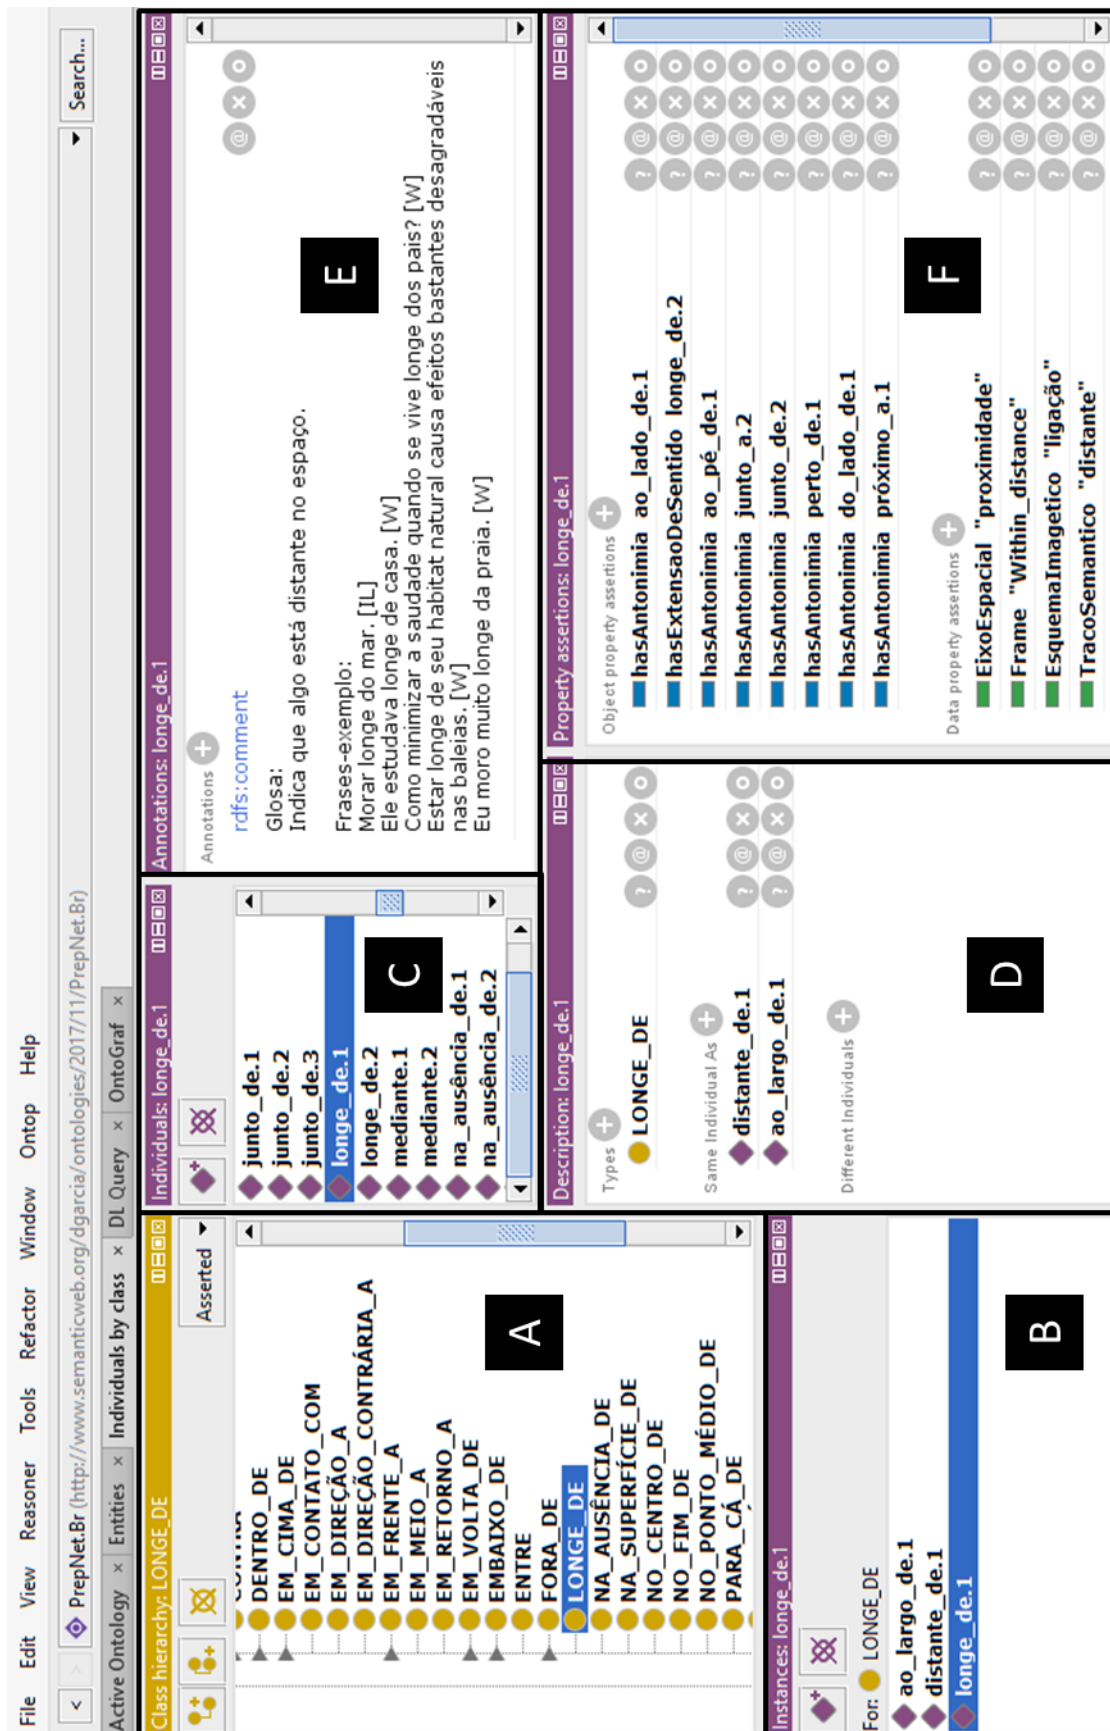 File Edit View Reasoner Tools Refactor Window Ontop Help
< > PrepNet.Br (http://www.semanticweb.org/dgarcia/ontologies/2017/11/PrepNet.Br) Search...
Active Ontology × Entities × Individuals by class × DL Query × OntoGraf ×
Class hierarchy: LONGE_DE
Asserted
DENTRO_DE
EM_CIMA_DE
EM_CONTATO_COM
EM_DIREÇÃO_A
EM_DIREÇÃO_CONTRÁRIA_A
EM_FRENTE_A
EM_MEIO_A
EM_RETORNO_A
EM_VOLTA_DE
EMBAIXO_DE
ENTRE
FORA_DE
LONGE_DE
NA_AUSÊNCIA_DE
NA_SUPERFÍCIE_DE
NO_CENTRO_DE
NO_FIM_DE
NO_PONTO_MÉDIO_DE
PARA_CÁ_DE
A
Instances: longe_de.1
For: LONGE_DE
ao_largo_de.1
distante_de.1
longe_de.1
B
Individuals: longe_de.1
junto_de.1
junto_de.2
junto_de.3
longe_de.1
longe_de.2
mediante.1
mediante.2
na_ausência_de.1
na_ausência_de.2
C
Description: longe_de.1
Types +
LONGE_DE ? @ × o
Same Individual As +
distante_de.1 ? @ × o
ao_largo_de.1 ? @ × o
Different Individuals +
D
Annotations: longe_de.1
Annotations +
rdfs:comment @ × o
Glosa:
Indica que algo está distante no espaço.
Frases-exemplo:
Morar longe do mar. [IL]
Ele estudava longe de casa. [W]
Como minimizar a saudade quando se vive longe dos pais? [W]
Estar longe de seu habitat natural causa efeitos bastantes desagradáveis
nas baleias. [W]
Eu moro muito longe da praia. [W]
E
Property assertions: longe_de.1
Object property assertions +
hasAntonimia ao_lado_de.1 ? @ × o
hasExtensaoDeSentido longe_de.2 ? @ × o
hasAntonimia ao_pé_de.1 ? @ × o
hasAntonimia junto_a.2 ? @ × o
hasAntonimia junto_de.2 ? @ × o
hasAntonimia perto_de.1 ? @ × o
hasAntonimia do_lado_de.1 ? @ × o
hasAntonimia próximo_a.1 ? @ × o
Data property assertions +
EixoEspacial "proximidade" ? @ × o
Frame "Within_distance" ? @ × o
EsquemaImagetico "ligação" ? @ × o
TracoSemantico "distante" ? @ × o
F